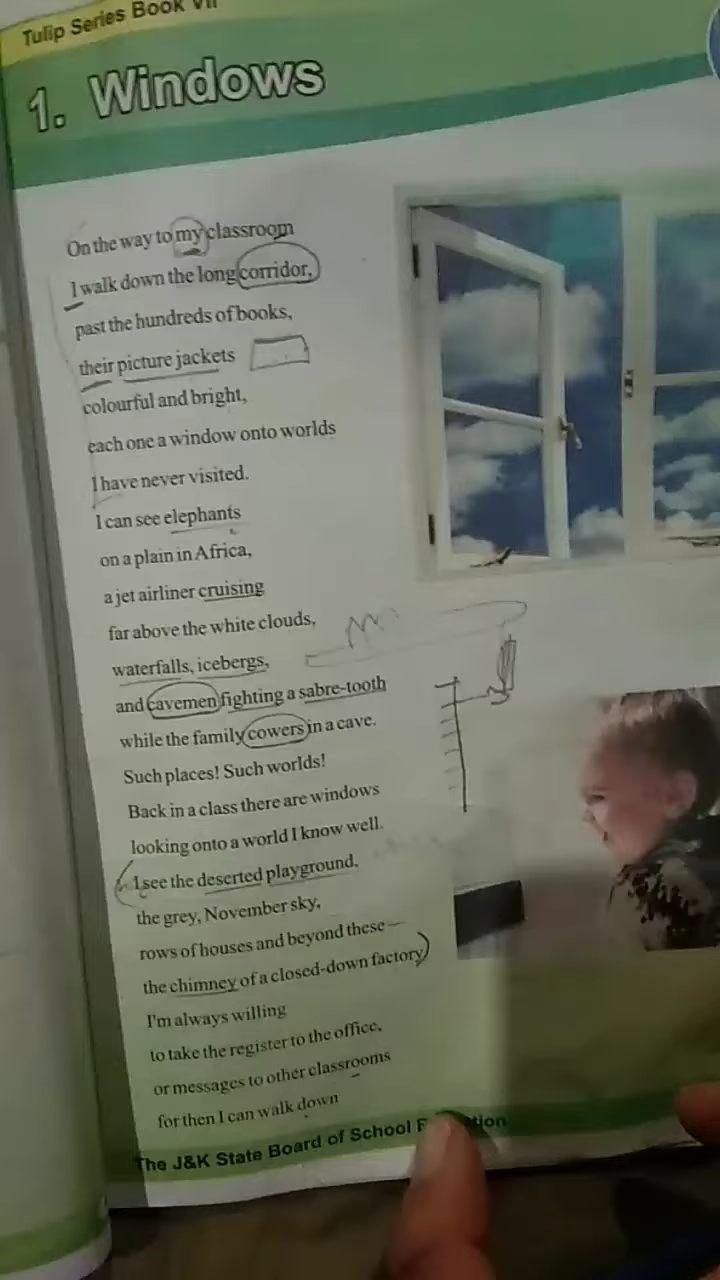 Tulip Series Book VII
1. Windows
On the way to my classroom
I walk down the long corridor,
past the hundreds of books,
their picture jackets
colourful and bright,
each one a window onto worlds
I have never visited.
I can see elephants
on a plain in Africa,
a jet airliner cruising
far above the white clouds,
waterfalls, icebergs,
and cavemen fighting a sabre-tooth
while the family cowers in a cave.
Such places! Such worlds!
Back in a class there are windows
looking onto a world I know well.
I see the deserted playground,
the grey, November sky,
rows of houses and beyond these —
the chimney of a closed-down factory
I'm always willing
to take the register to the office,
or messages to other classrooms
for then I can walk down
The J&K State Board of School